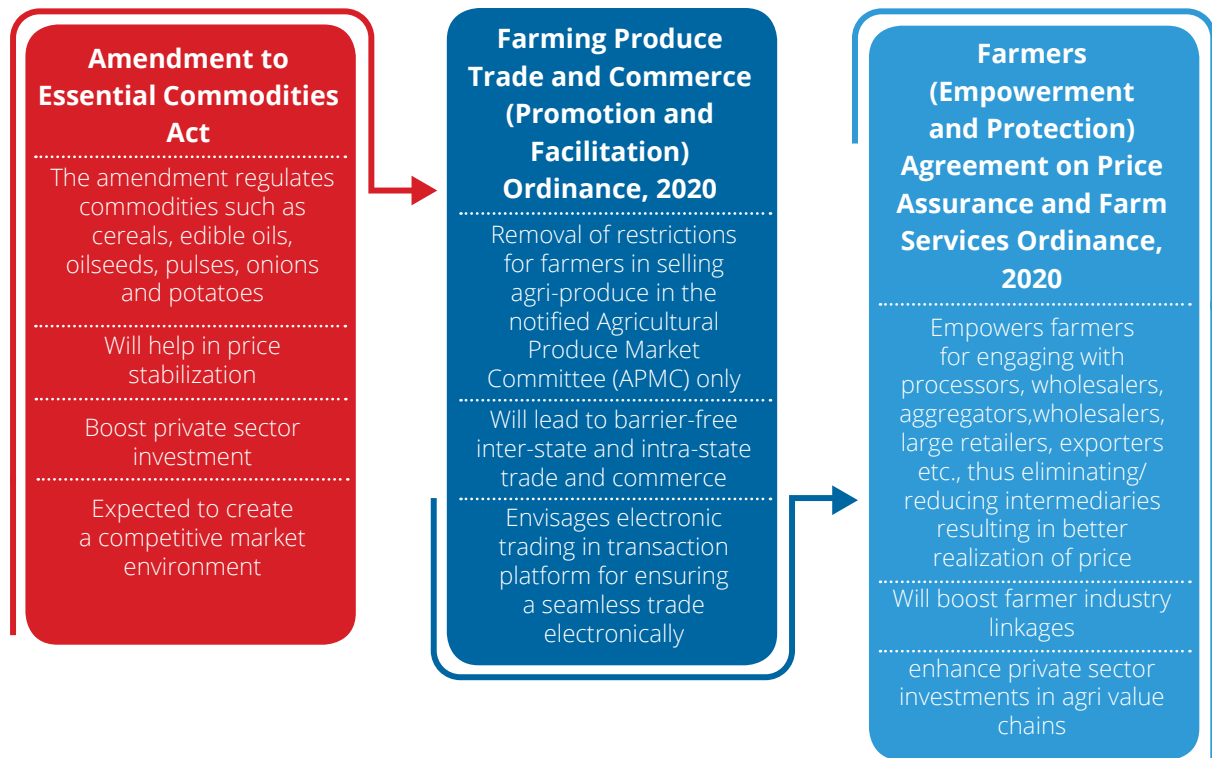 Amendment to
Essential Commodities
Act
The amendment regulates
commodities such as
cereals, edible oils,
oilseeds, pulses, onions
and potatoes
Will help in price
stabilization
Boost private sector
investment
Expected to create
a competitive market
environment
Farming Produce
Trade and Commerce
(Promotion and
Facilitation)
Ordinance, 2020
Removal of restrictions
for farmers in selling
agri-produce in the
notified Agricultural
Produce Market
Committee (APMC) only
Will lead to barrier-free
inter-state and intra-state
trade and commerce
Envisages electronic
trading in transaction
platform for ensuring
a seamless trade
electronically
Farmers
(Empowerment
and Protection)
Agreement on Price
Assurance and Farm
Services Ordinance,
2020
Empowers farmers
for engaging with
processors, wholesalers,
aggregators,wholesalers,
large retailers, exporters
etc., thus eliminating/
reducing intermediaries
resulting in better
realization of price
Will boost farmer industry
linkages
enhance private sector
investments in agri value
chains